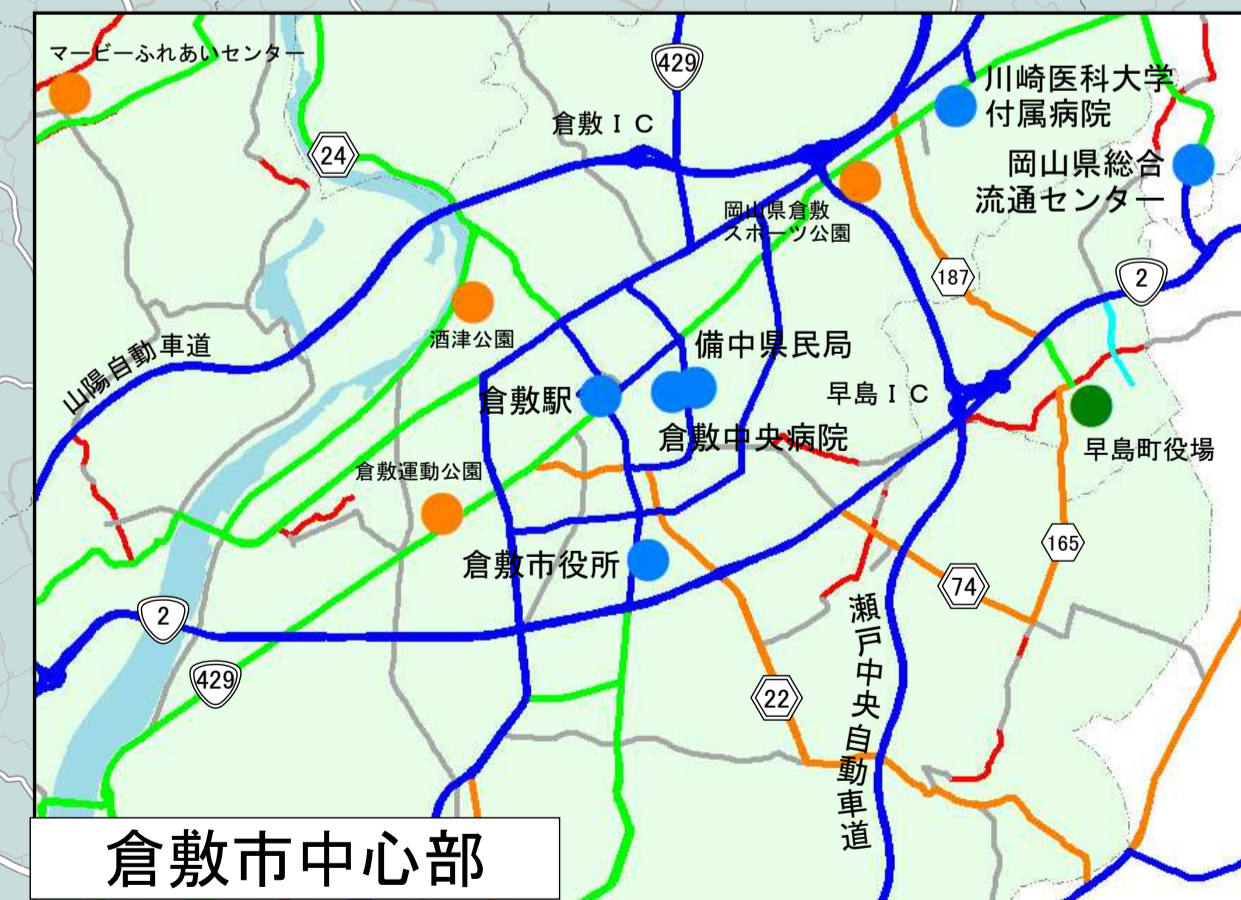 マービーふれあいセンター
429
川崎医科大学
付属病院
倉敷ＩＣ
24
岡山県総合
流通センター
岡山県倉敷
スポーツ公園
187
2
酒津公園
山陽自動車道
備中県民局
倉敷駅
早島ＩＣ
倉敷中央病院
早島町役場
倉敷運動公園
165
倉敷市役所
74
2
瀬戸中央自動車道
429
22
倉敷市中心部